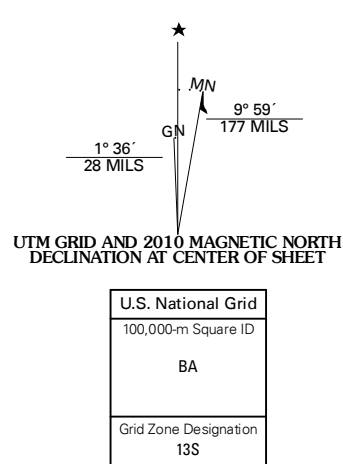 ★
MN
GN
9° 59´
177 MILS
1° 36´
28 MILS
UTM GRID AND 2010 MAGNETIC NORTH
DECLINATION AT CENTER OF SHEET
U.S. National Grid
100,000-m Square ID
BA
Grid Zone Designation
13S